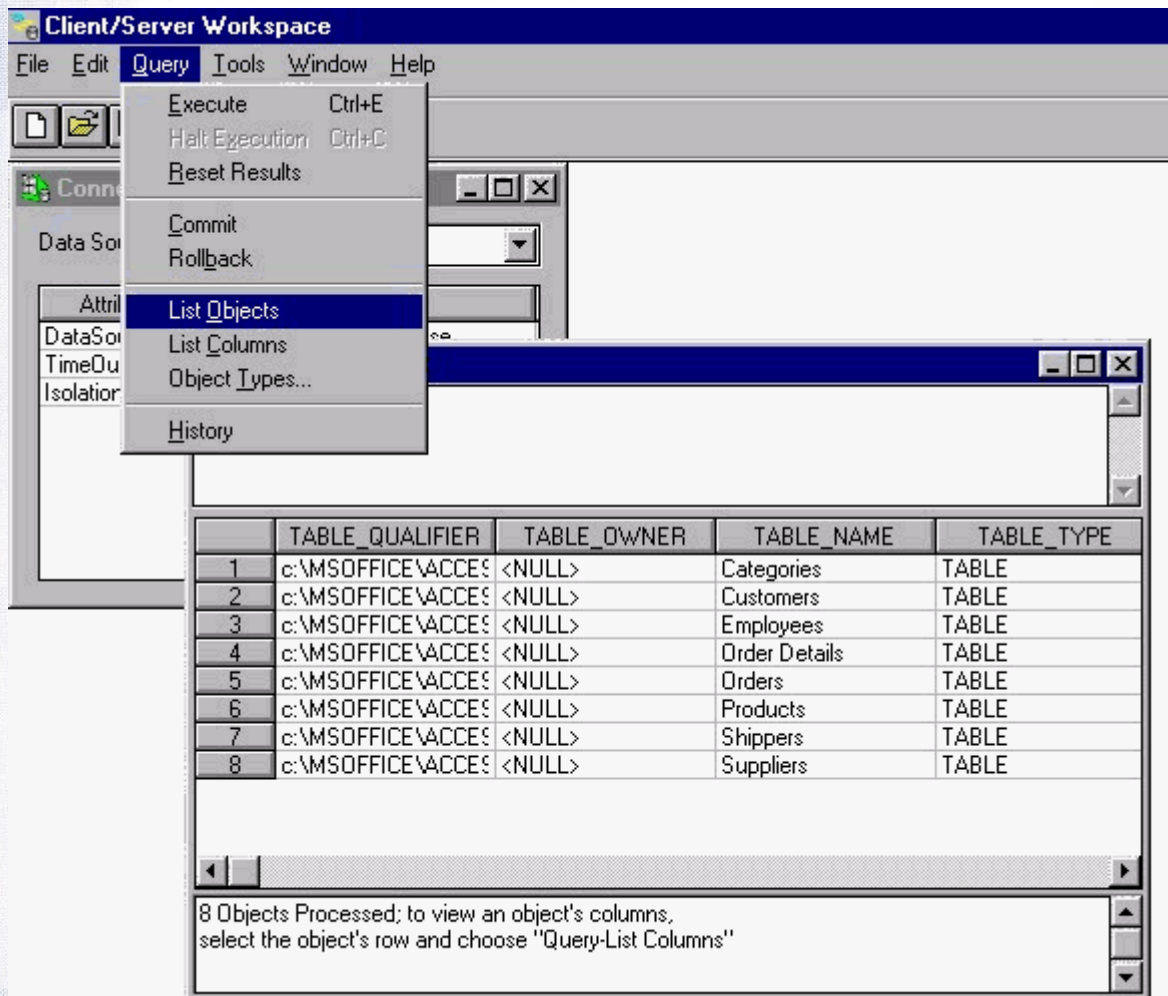 Client/Server Workspace
File Edit Query Tools Window Help
Execute Ctrl+E
Halt Execution Ctrl+C
Reset Results
Commit
Rollback
List Objects
List Columns
Object Types...
History
TABLE_QUALIFIER TABLE_OWNER TABLE_NAME TABLE_TYPE
1 c:\MSOFFICE\ACCES <NULL> Categories TABLE
2 c:\MSOFFICE\ACCES <NULL> Customers TABLE
3 c:\MSOFFICE\ACCES <NULL> Employees TABLE
4 c:\MSOFFICE\ACCES <NULL> Order Details TABLE
5 c:\MSOFFICE\ACCES <NULL> Orders TABLE
6 c:\MSOFFICE\ACCES <NULL> Products TABLE
7 c:\MSOFFICE\ACCES <NULL> Shippers TABLE
8 c:\MSOFFICE\ACCES <NULL> Suppliers TABLE
8 Objects Processed; to view an object's columns,
select the object's row and choose "Query-List Columns"
Conne
Data Sou
Attri
DataSou
TimeOu
Isolation